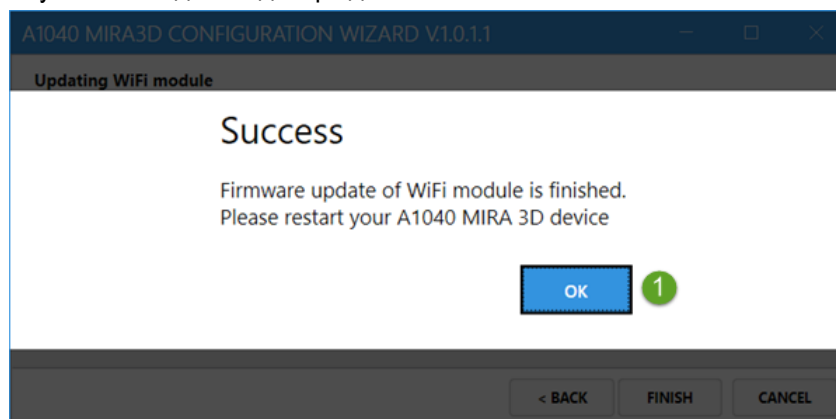 A1040 MIRA3D CONFIGURATION WIZARD V.1.0.1.1
Updating WiFi module
Success
Firmware update of WiFi module is finished.
Please restart your A1040 MIRA 3D device
OK
1
< BACK FINISH CANCEL